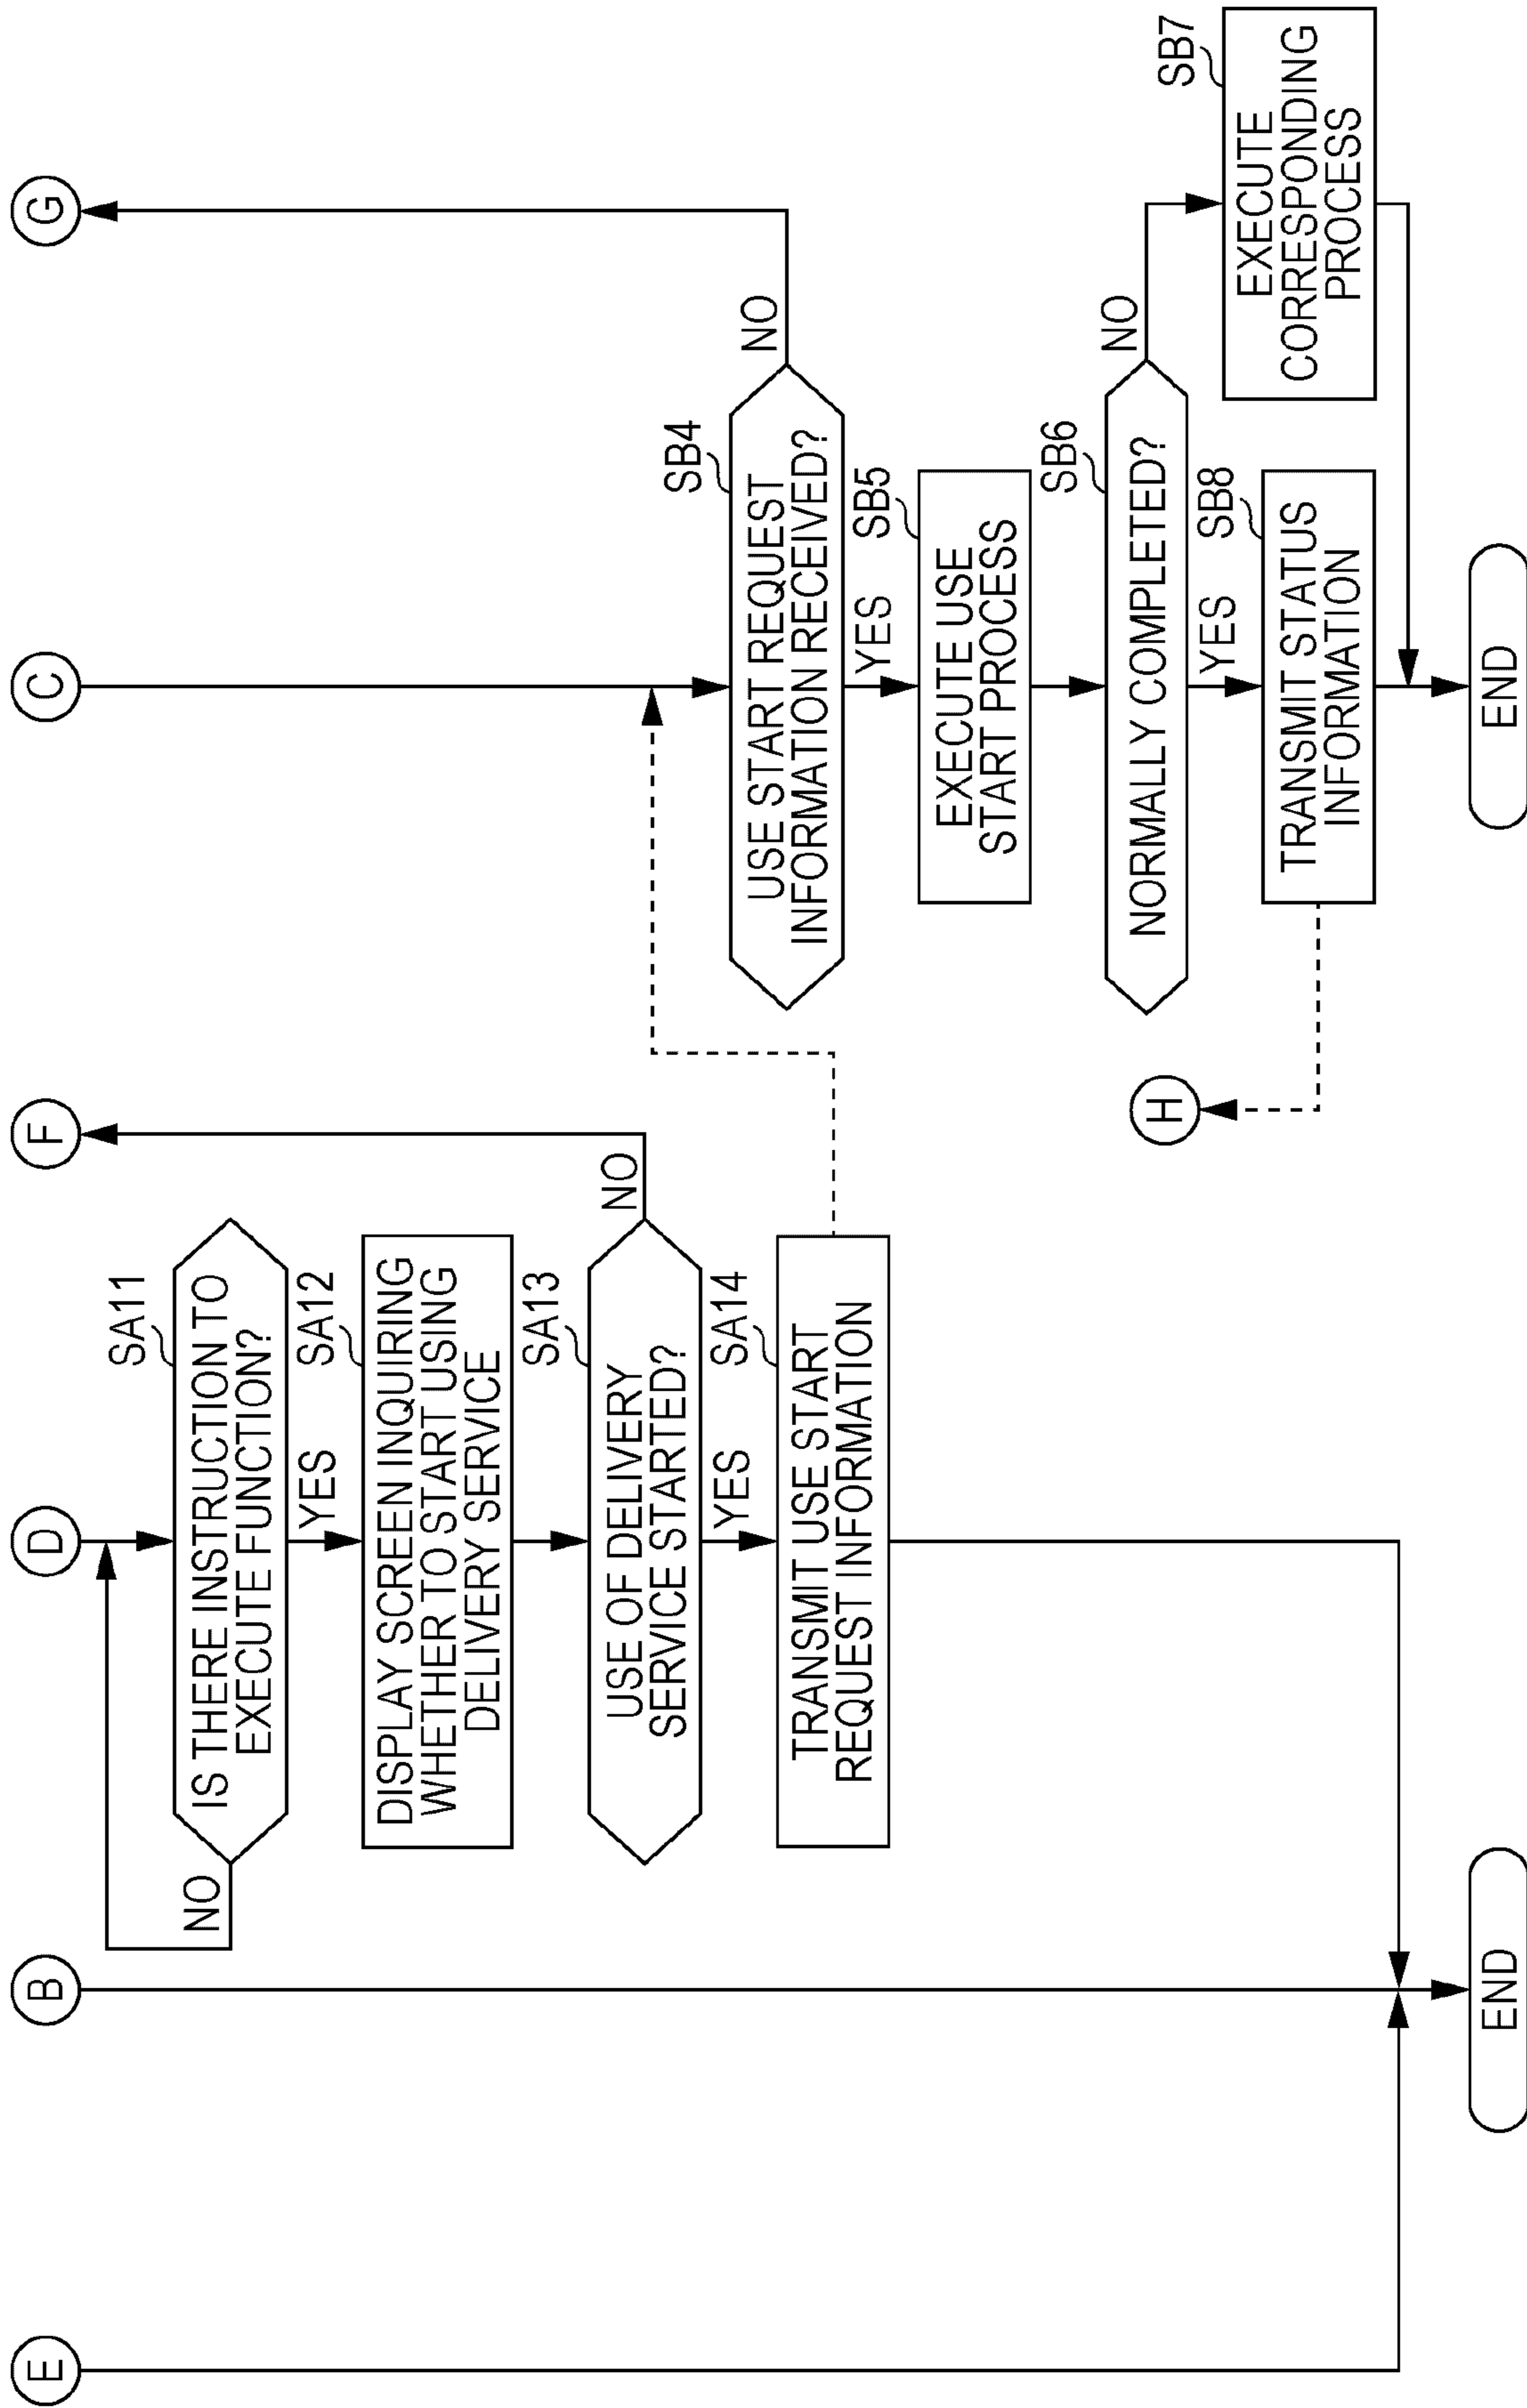 E
B
D
F
C
G
SA11
IS THERE INSTRUCTION TO
EXECUTE FUNCTION?
NO
YES
SA12
DISPLAY SCREEN INQUIRING
WHETHER TO START USING
DELIVERY SERVICE
SA13
USE OF DELIVERY
SERVICE STARTED?
NO
YES
SA14
TRANSMIT USE START
REQUEST INFORMATION
END
SB4
USE START REQUEST
INFORMATION RECEIVED?
NO
YES
SB5
EXECUTE USE
START PROCESS
SB6
NORMALLY COMPLETED?
NO
YES
SB7
EXECUTE
CORRESPONDING
PROCESS
H
SB8
TRANSMIT STATUS
INFORMATION
END